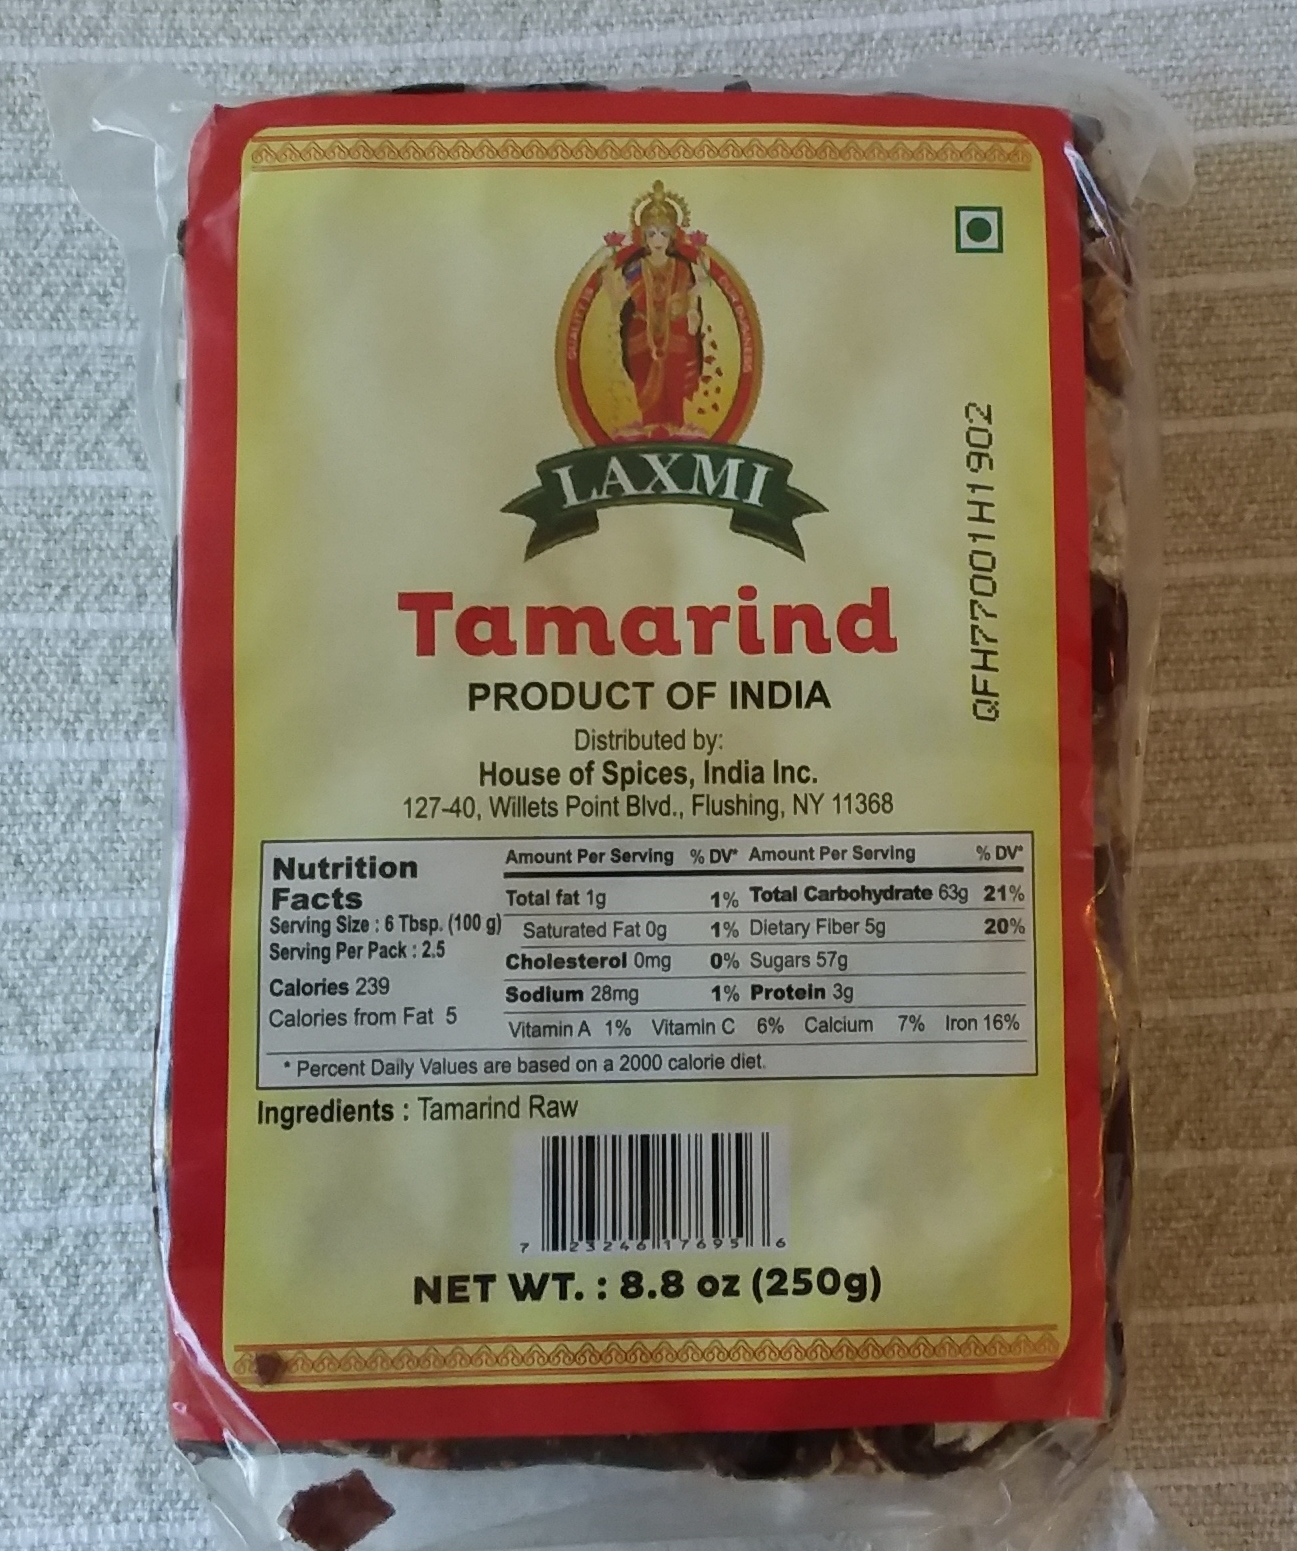 QUALITY IS
OUR BUSINESS
LAXMI
Tamarind
PRODUCT OF INDIA
Distributed by:
House of Spices, India Inc.
127-40, Willets Point Blvd., Flushing, NY 11368
QFH77001H1902
Nutrition
Facts
Serving Size : 6 Tbsp. (100 g)
Serving Per Pack : 2.5
Calories 239
Calories from Fat 5
Amount Per Serving % DV* Amount Per Serving % DV*
Total fat 1g 1% Total Carbohydrate 63g 21%
Saturated Fat 0g 1% Dietary Fiber 5g 20%
Cholesterol 0mg 0% Sugars 57g
Sodium 28mg 1% Protein 3g
Vitamin A 1% Vitamin C 6% Calcium 7% Iron 16%
* Percent Daily Values are based on a 2000 calorie diet.
Ingredients : Tamarind Raw
7 23246 17695 6
NET WT. : 8.8 oz (250g)